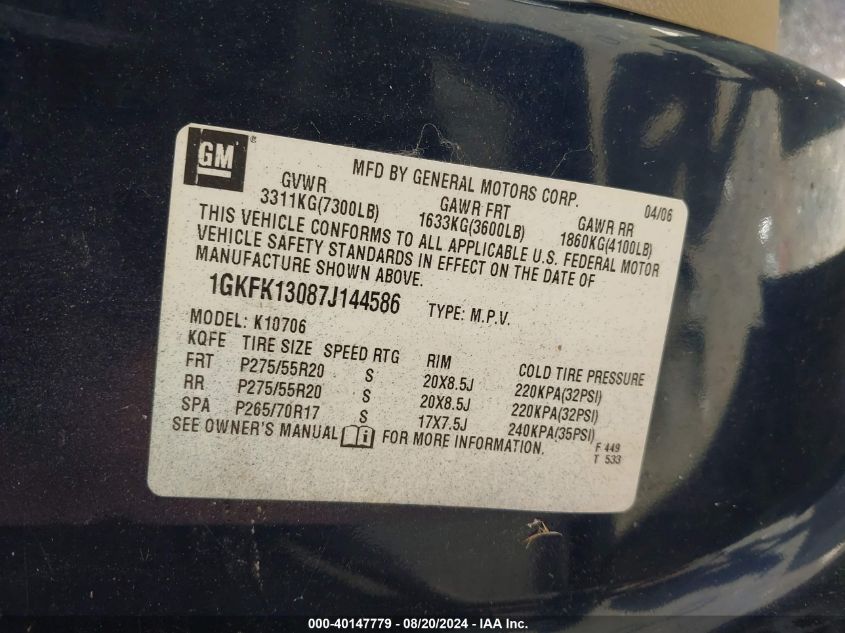 GM ®
MFD BY GENERAL MOTORS CORP.
04/06
GVWR GAWR FRT GAWR RR
3311KG(7300LB) 1633KG(3600LB) 1860KG(4100LB)
THIS VEHICLE CONFORMS TO ALL APPLICABLE U.S. FEDERAL MOTOR
VEHICLE SAFETY STANDARDS IN EFFECT ON THE DATE OF
MANUFACTURE SHOWN ABOVE.
1GKFK13087J144586 TYPE: M.P.V.
MODEL: K10706
KQFE TIRE SIZE SPEED RTG RIM COLD TIRE PRESSURE
FRT P275/55R20 S 20X8.5J 220KPA(32PSI)
RR P275/55R20 S 20X8.5J 220KPA(32PSI)
SPA P265/70R17 S 17X7.5J 240KPA(35PSI)
SEE OWNER'S MANUAL i FOR MORE INFORMATION.
F 449
T 533
000-40147779 - 08/20/2024 - IAA Inc.